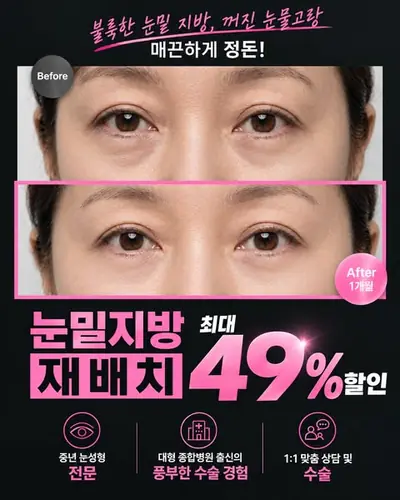 불룩한 눈밑 지방, 꺼진 눈물고랑
매끈하게 정돈!
Before
After
1개월
눈밑지방
재배치
최대
49%할인
중년 눈성형
전문
대형 종합병원 출신의
풍부한 수술 경험
1:1 맞춤 상담 및
수술